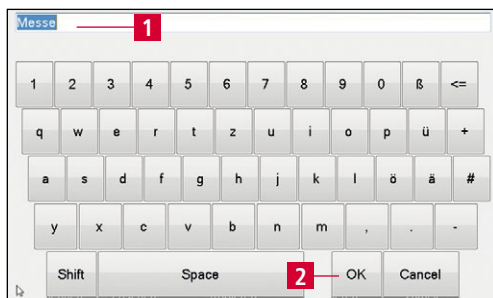 Messe
1
1 2 3 4 5 6 7 8 9 0 ß <=
q w e r t z u i o p ü +
a s d f g h j k l ö ä #
y x c v b n m , . -
Shift Space 2 OK Cancel